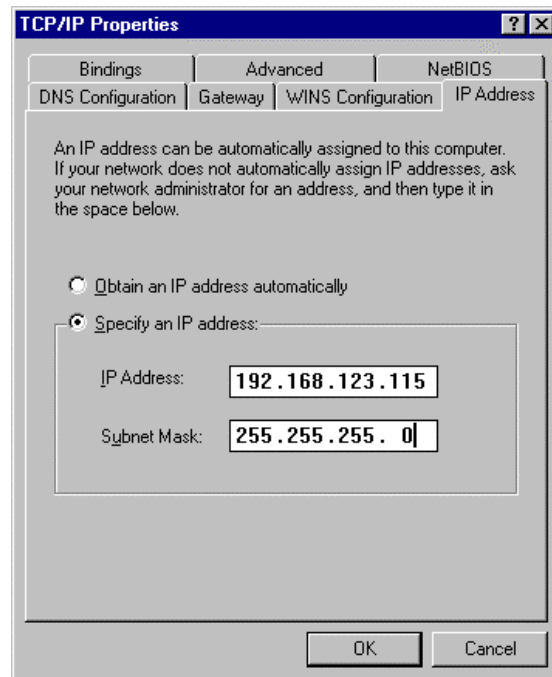 TCP/IP Properties
? ×
Bindings Advanced NetBIOS
DNS Configuration Gateway WINS Configuration IP Address
An IP address can be automatically assigned to this computer.
If your network does not automatically assign IP addresses, ask
your network administrator for an address, and then type it in
the space below.
Obtain an IP address automatically
Specify an IP address:
IP Address: 192.168.123.115
Subnet Mask: 255.255.255. 0
OK Cancel